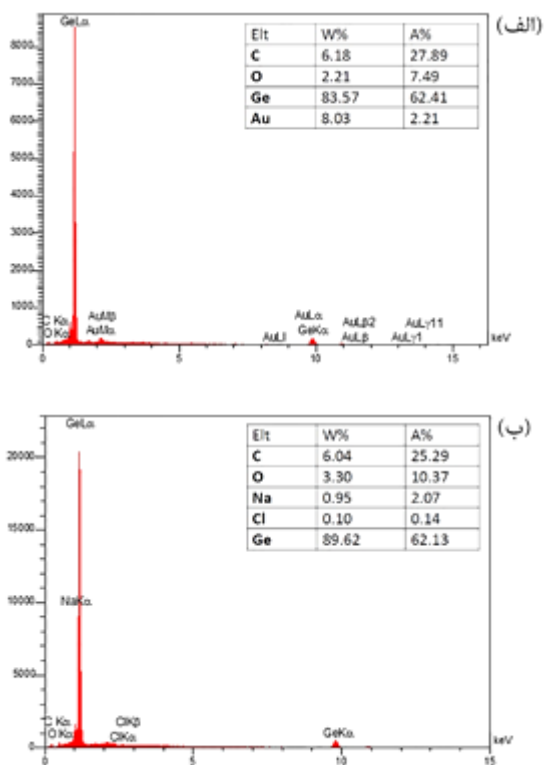 (الف)
GeLα
Elt W% A%
C 6.18 27.89
O 2.21 7.49
Ge 83.57 62.41
Au 8.03 2.21
8000
7000
6000
5000
4000
3000
2000
1000
0
C Kα
O Kα
AuMβ
AuMα
AuLl
AuLα
GeKα
AuLβ2
AuLβ
AuLγ11
AuLγ1
keV
0 5 10 15
(ب)
GeLα
Elt W% A%
C 6.04 25.29
O 3.30 10.37
Na 0.95 2.07
Cl 0.10 0.14
Ge 89.62 62.13
20000
15000
10000
5000
0
NaKα
C Kα
O Kα
ClKβ
ClKα
GeKα
keV
0 5 10 15